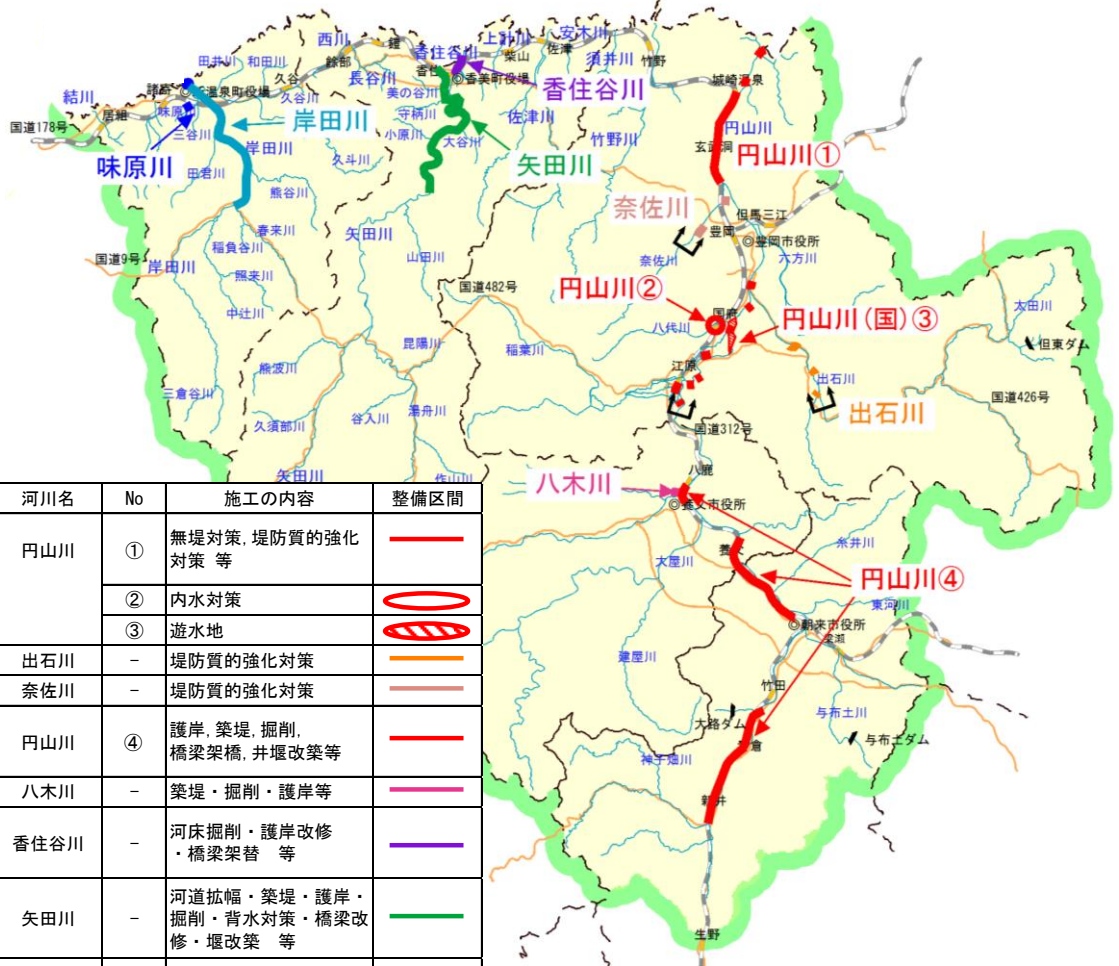 西川
鎧
香住谷川
上計川
安木川
佐津
柴山
須井川
竹野
田井川
和田川
餘部
香住
◎香美町役場
城崎温泉
久谷
長谷川
香住谷川
諸寄
新温泉町役場
美の谷川
結川
久谷川
守柄川
佐津川
円山川
居組
味原川
国道178号
岸田川
小原川
大谷川
竹野川
三谷川
岸田川
玄武洞
円山川①
味原川
久斗川
矢田川
田君川
熊谷川
奈佐川
但馬三江
春来川
矢田川
豊岡
◎豊岡市役所
稲負谷川
奈佐川
六方川
国道9号
岸田川
山田川
照来川
国道482号
円山川②
太田川
中辻川
国府
円山川(国)③
八代川
但東ダム
昆陽川
稲葉川
江原
熊波川
出石川
三倉谷川
湯舟川
国道426号
谷入川
出石川
久須部川
国道312号
八鹿
矢田川
作山川
八木川
◎養父市役所
養父
糸井川
大屋川
円山川④
東河川
◎朝来市役所
梁瀬
建屋川
竹田
大路ダム
与布土川
与布土ダム
神子畑川
新井
生野
河川名 No 施工の内容 整備区間
円山川 ① 無堤対策, 堤防質的強化
対策 等
② 内水対策
③ 遊水地
出石川 － 堤防質的強化対策
奈佐川 － 堤防質的強化対策
円山川 ④ 護岸, 築堤, 掘削,
橋梁架橋, 井堰改築等
八木川 － 築堤・掘削・護岸等
香住谷川 － 河床掘削・護岸改修
・橋梁架替 等
矢田川 － 河道拡幅・築堤・護岸・
掘削・背水対策・橋梁改
修・堰改築 等